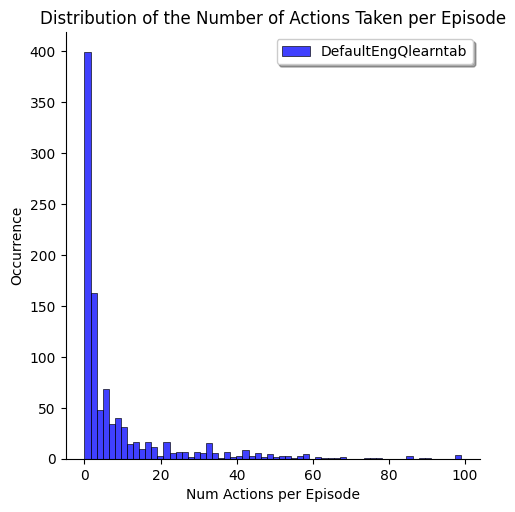 Distribution of the Number of Actions Taken per Episode
DefaultEngQlearntab
400
350
300
250
200
150
100
50
0
Occurrence
0 20 40 60 80 100
Num Actions per Episode